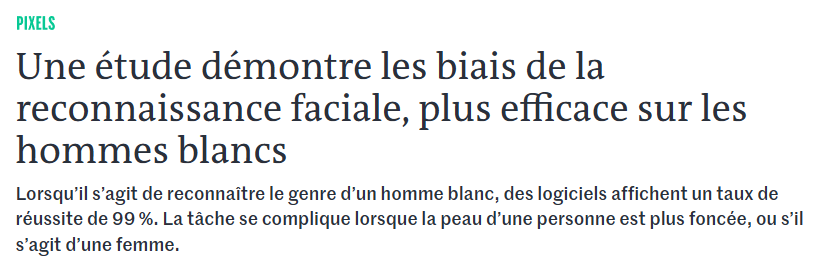 PIXELS
Une étude démontre les biais de la
reconnaissance faciale, plus efficace sur les
hommes blancs
Lorsqu’il s’agit de reconnaître le genre d’un homme blanc, des logiciels affichent un taux de
réussite de 99 %. La tâche se complique lorsque la peau d’une personne est plus foncée, ou s’il
s’agit d’une femme.